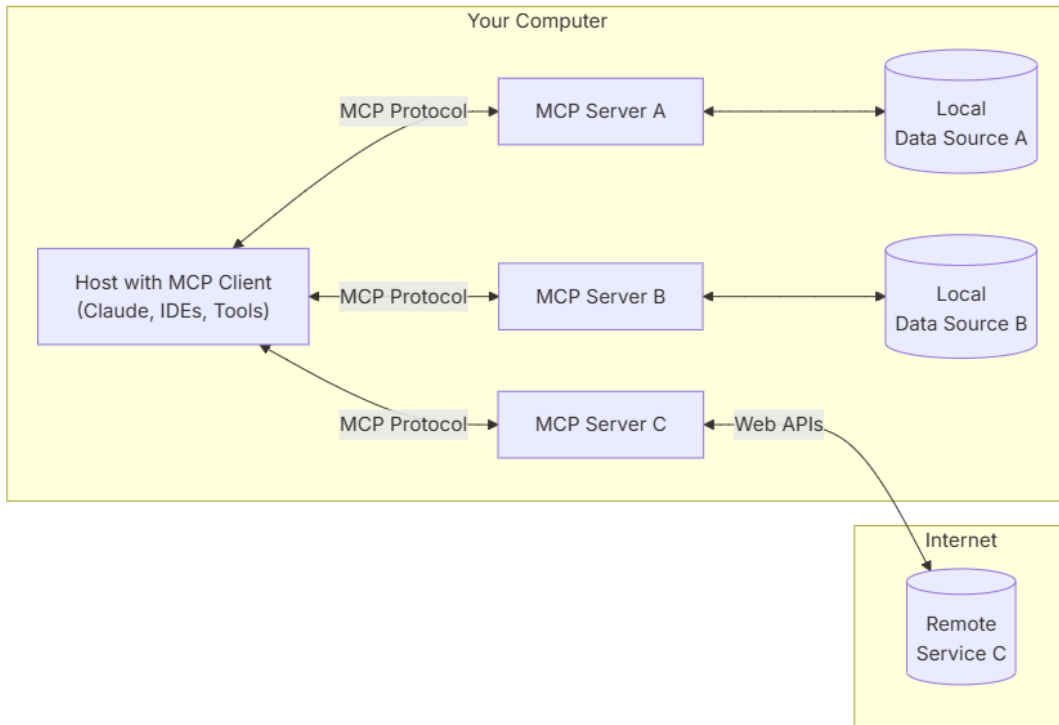 Your Computer
MCP Protocol
MCP Server A
Local
Data Source A
Host with MCP Client
(Claude, IDEs, Tools)
MCP Protocol
MCP Server B
Local
Data Source B
MCP Protocol
MCP Server C
Web APIs
Internet
Remote
Service C